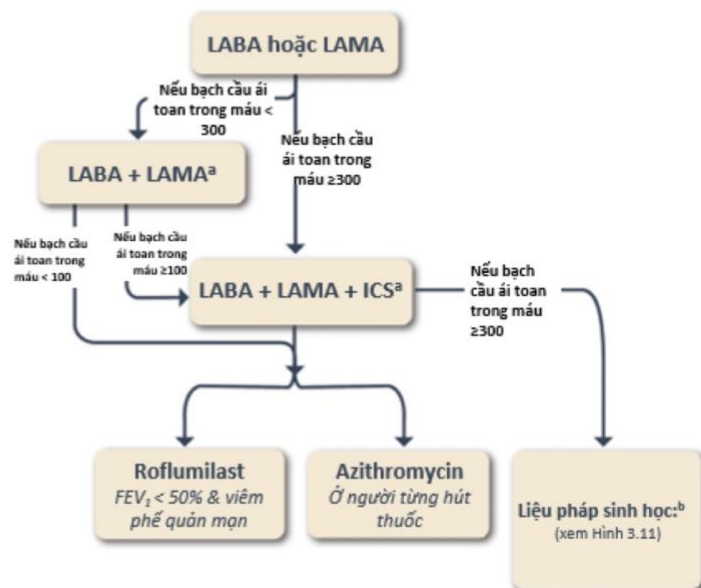 LABA hoặc LAMA
Nếu bạch cầu ái
toan trong máu <
300
Nếu bạch cầu
ái toan trong
máu ≥300
LABA + LAMAᵃ
Nếu bạch cầu
ái toan trong
máu < 100
Nếu bạch cầu
ái toan trong
máu ≥100
LABA + LAMA + ICSᵃ
Nếu bạch
cầu ái toan
trong máu
≥300
Roflumilast
FEV₁ < 50% & viêm
phế quản mạn
Azithromycin
Ở người từng hút
thuốc
Liệu pháp sinh học:ᵇ
(xem Hình 3.11)